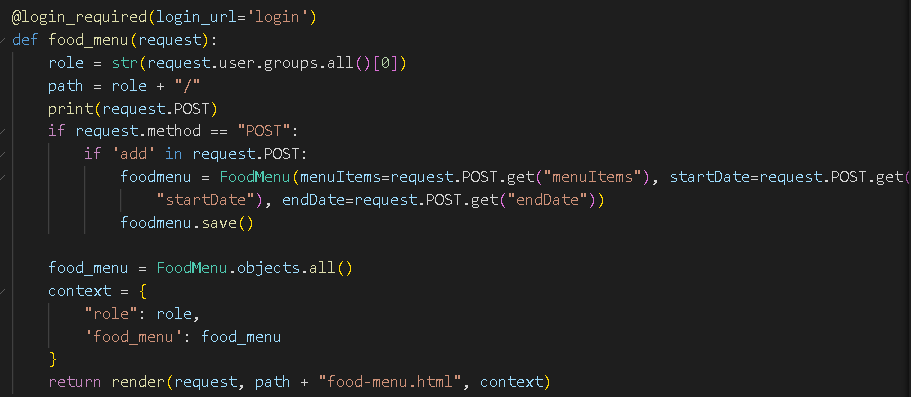 @login_required(login_url='login')
def food_menu(request):
    role = str(request.user.groups.all()[0])
    path = role + "/"
    print(request.POST)
    if request.method == "POST":
        if 'add' in request.POST:
            foodmenu = FoodMenu(menuItems=request.POST.get("menuItems"), startDate=request.POST.get(
                "startDate"), endDate=request.POST.get("endDate"))
            foodmenu.save()

    food_menu = FoodMenu.objects.all()
    context = {
        "role": role,
        'food_menu': food_menu
    }
    return render(request, path + "food-menu.html", context)